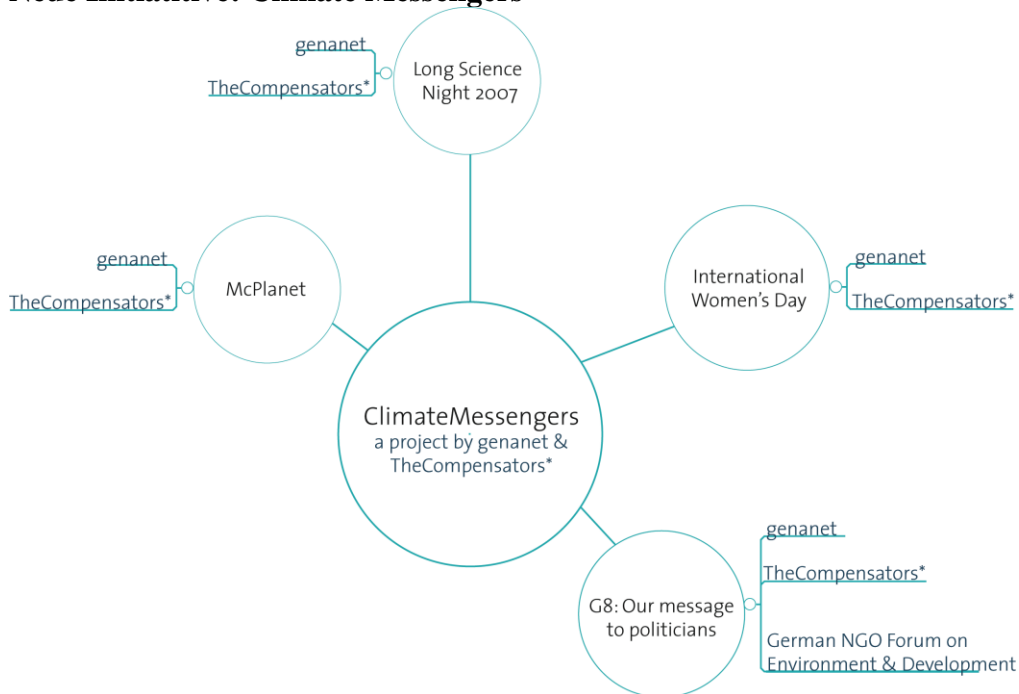 genanet
TheCompensators*
Long Science
Night 2007
genanet
TheCompensators*
McPlanet
International
Women's Day
genanet
TheCompensators*
ClimateMessengers
a project by genanet &
TheCompensators*
G8: Our message
to politicians
genanet
TheCompensators*
German NGO Forum on
Environment & Development